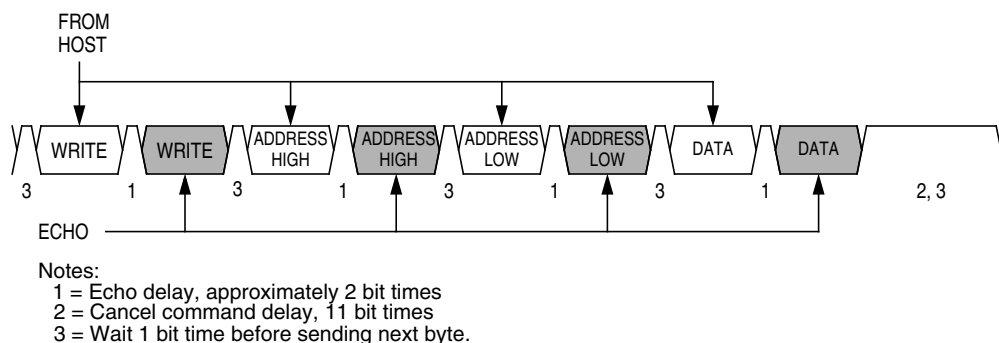 FROM
HOST
WRITE WRITE ADDRESS HIGH ADDRESS HIGH ADDRESS LOW ADDRESS LOW DATA DATA
3 1 3 1 3 1 3 1 2, 3
ECHO
Notes:
1 = Echo delay, approximately 2 bit times
2 = Cancel command delay, 11 bit times
3 = Wait 1 bit time before sending next byte.